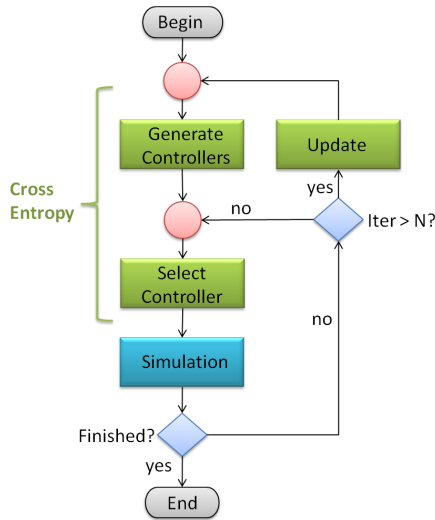 Begin
Generate
Controllers
Update
Cross
Entropy
yes
no
Iter > N?
Select
Controller
no
Simulation
Finished?
yes
End